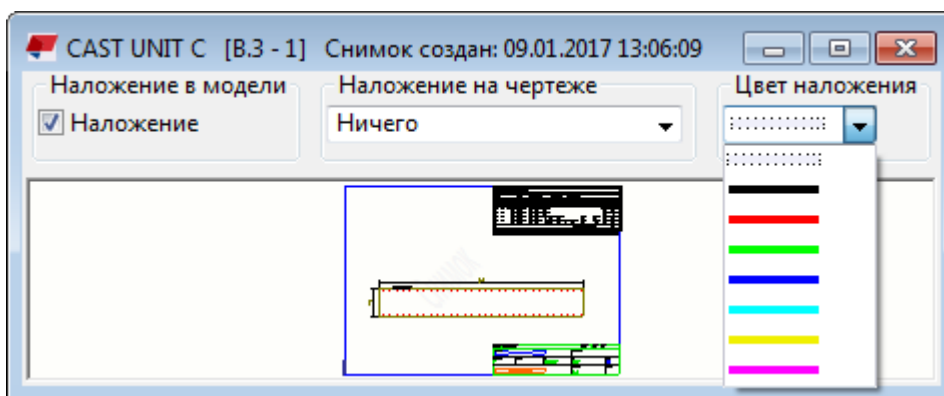 CAST UNIT C [B.3 - 1] Снимок создан: 09.01.2017 13:06:09
Наложение в модели Наложение на чертеже Цвет наложения
Наложение Ничего